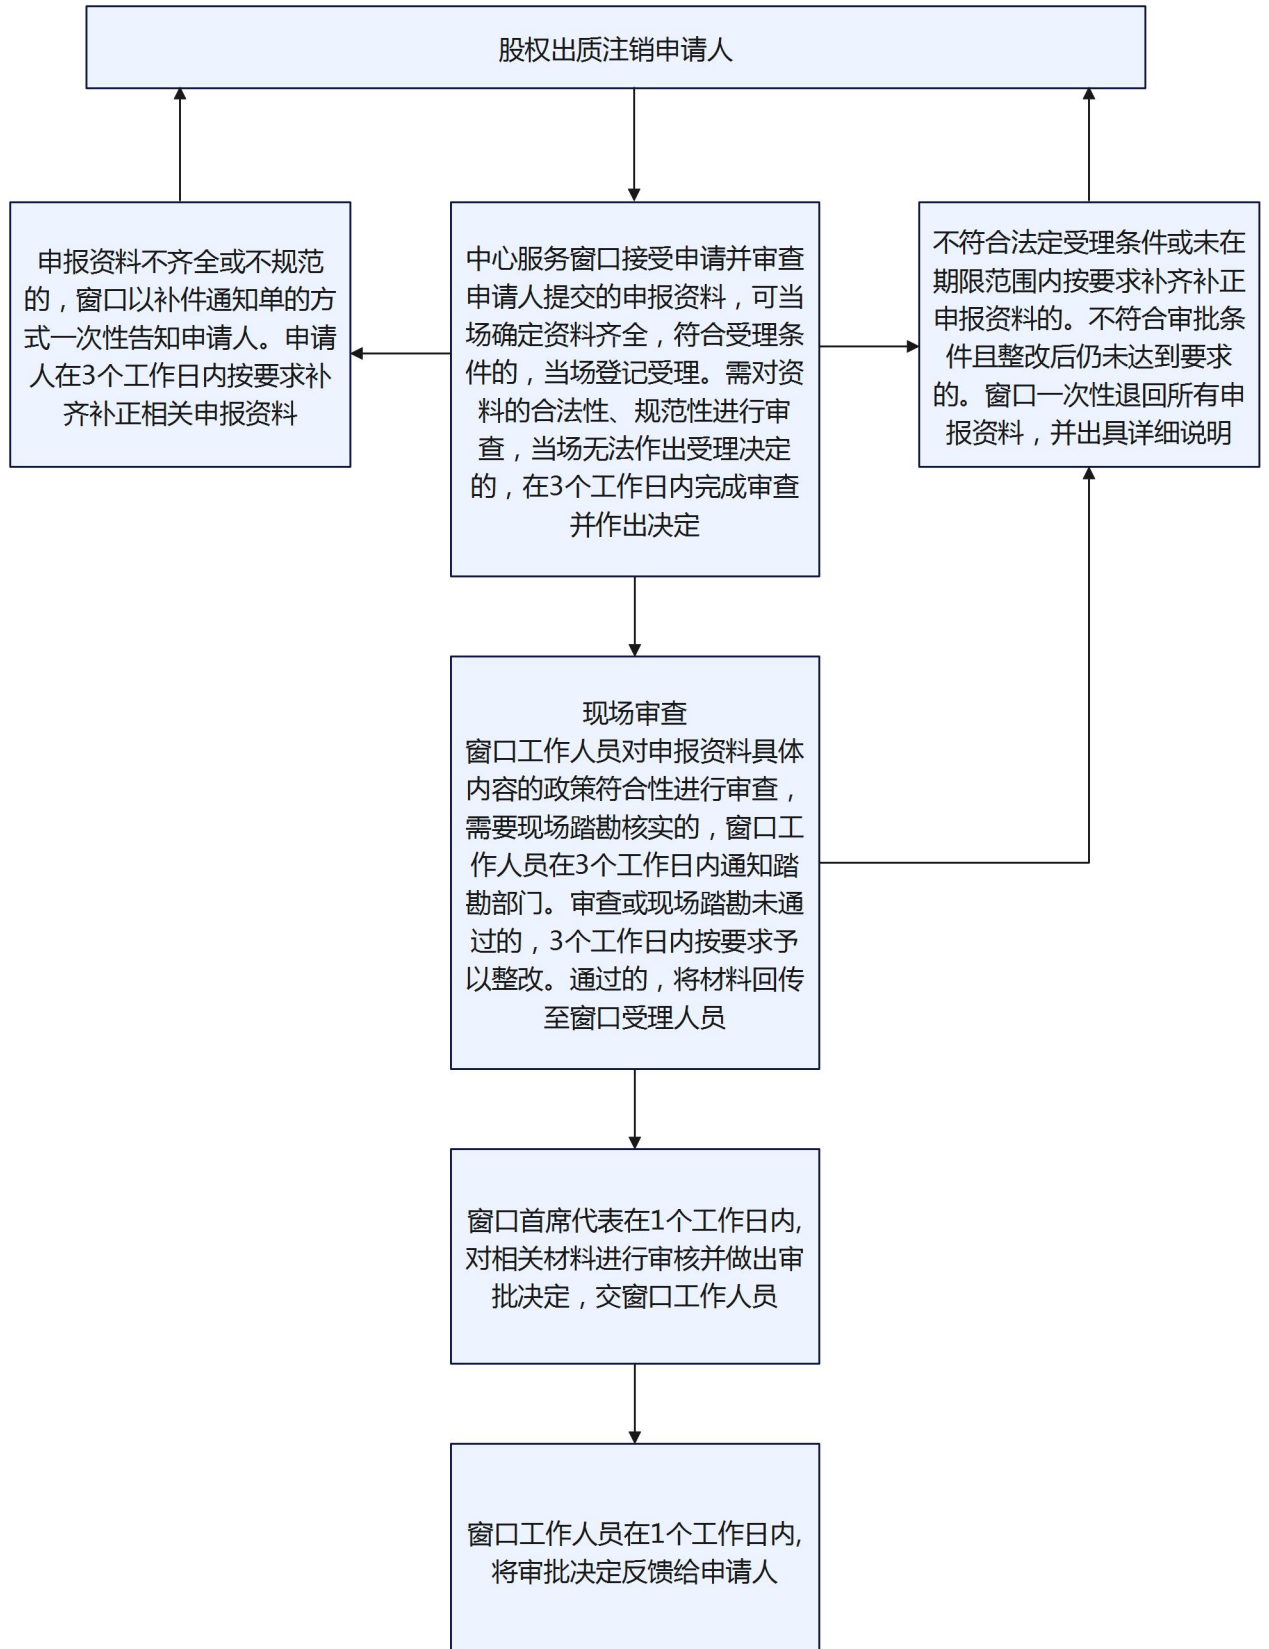 股权出质注销申请人
申报资料不齐全或不规范
的，窗口以补件通知单的方
式一次性告知申请人。申请
人在3个工作日内按要求补
齐补正相关申报资料
中心服务窗口接受申请并审查
申请人提交的申报资料，可当
场确定资料齐全，符合受理条
件的，当场登记受理。需对资
料的合法性、规范性进行审
查，当场无法作出受理决定
的，在3个工作日内完成审查
并作出决定
不符合法定受理条件或未在
期限范围内按要求补齐补正
申报资料的。不符合审批条
件且整改后仍未达到要求
的。窗口一次性退回所有申
报资料，并出具详细说明
现场审查
窗口工作人员对申报资料具体
内容的政策符合性进行审查，
需要现场踏勘核实的，窗口工
作人员在3个工作日内通知踏
勘部门。审查或现场踏勘未通
过的，3个工作日内按要求予
以整改。通过的，将材料回传
至窗口受理人员
窗口首席代表在1个工作日内,
对相关材料进行审核并做出审
批决定，交窗口工作人员
窗口工作人员在1个工作日内,
将审批决定反馈给申请人